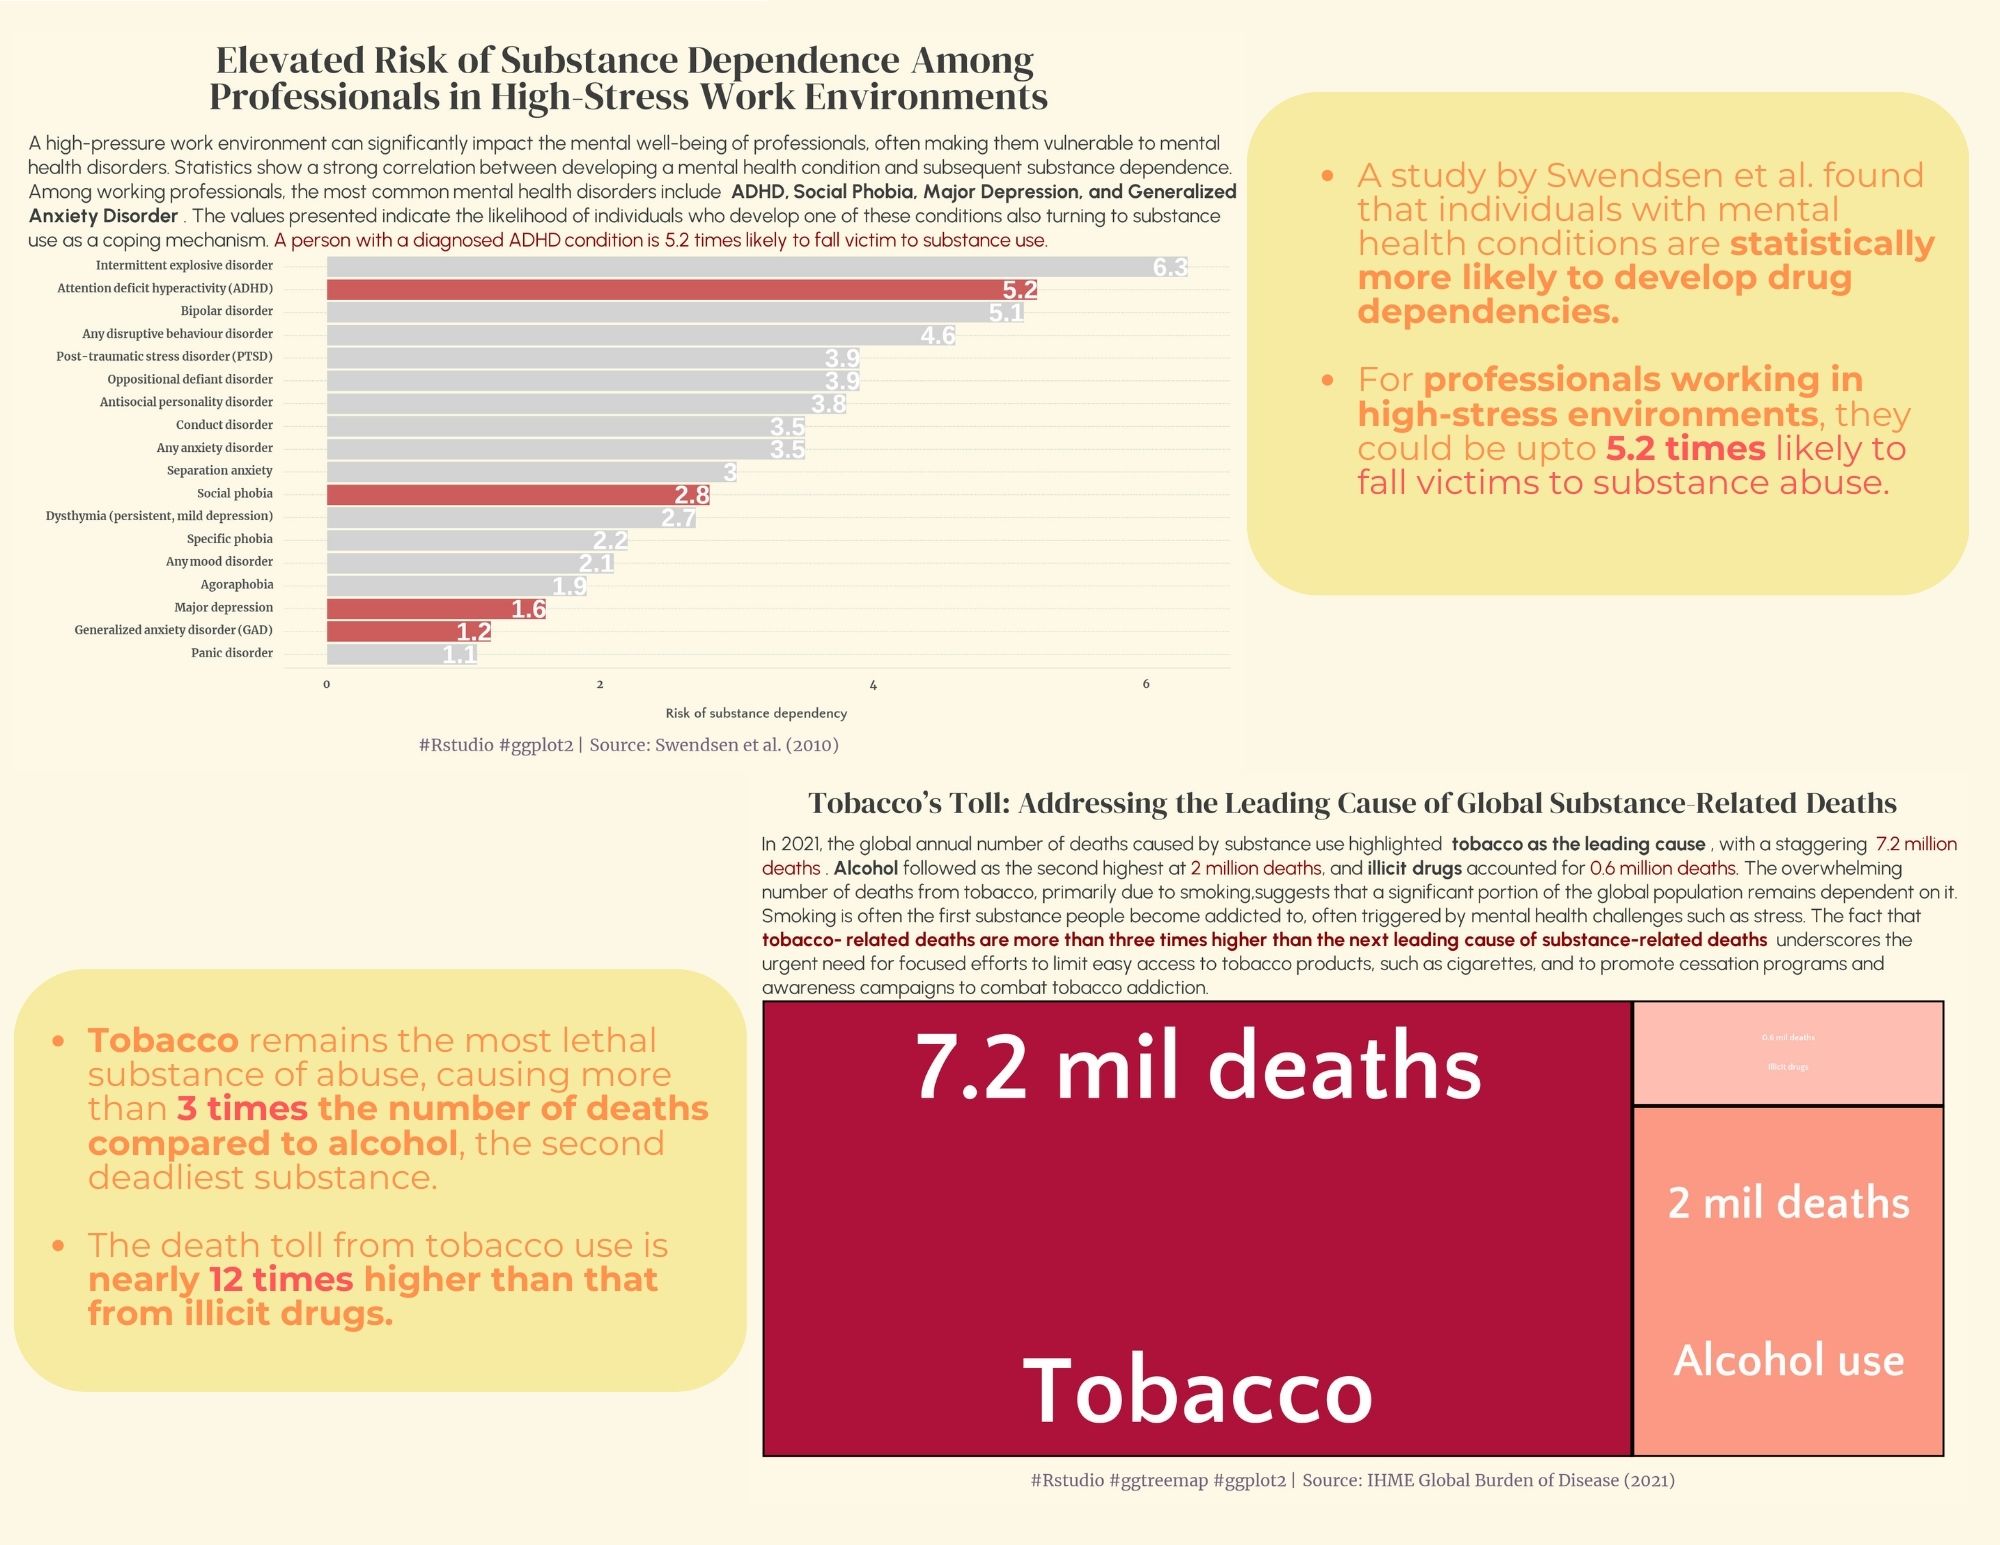 Elevated Risk of Substance Dependence Among
Professionals in High-Stress Work Environments
A high-pressure work environment can significantly impact the mental well-being of professionals, often making them vulnerable to mental
health disorders. Statistics show a strong correlation between developing a mental health condition and subsequent substance dependence.
Among working professionals, the most common mental health disorders include ADHD, Social Phobia, Major Depression, and Generalized
Anxiety Disorder . The values presented indicate the likelihood of individuals who develop one of these conditions also turning to substance
use as a coping mechanism. A person with a diagnosed ADHD condition is 5.2 times likely to fall victim to substance use.
Intermittent explosive disorder 6.3
Attention deficit hyperactivity (ADHD) 5.2
Bipolar disorder 5.1
Any disruptive behaviour disorder 4.6
Post-traumatic stress disorder (PTSD) 3.9
Oppositional defiant disorder 3.9
Antisocial personality disorder 3.8
Conduct disorder 3.5
Any anxiety disorder 3.5
Separation anxiety 3
Social phobia 2.8
Dysthymia (persistent, mild depression) 2.7
Specific phobia 2.2
Any mood disorder 2.1
Agoraphobia 1.9
Major depression 1.6
Generalized anxiety disorder (GAD) 1.2
Panic disorder 1.1
0 2 4 6
Risk of substance dependency
#Rstudio #ggplot2 | Source: Swendsen et al. (2010)
• A study by Swendsen et al. found
that individuals with mental
health conditions are statistically
more likely to develop drug
dependencies.
• For professionals working in
high-stress environments, they
could be upto 5.2 times likely to
fall victims to substance abuse.
• Tobacco remains the most lethal
substance of abuse, causing more
than 3 times the number of deaths
compared to alcohol, the second
deadliest substance.
• The death toll from tobacco use is
nearly 12 times higher than that
from illicit drugs.
Tobacco's Toll: Addressing the Leading Cause of Global Substance-Related Deaths
In 2021, the global annual number of deaths caused by substance use highlighted tobacco as the leading cause , with a staggering 7.2 million
deaths . Alcohol followed as the second highest at 2 million deaths, and illicit drugs accounted for 0.6 million deaths. The overwhelming
number of deaths from tobacco, primarily due to smoking,suggests that a significant portion of the global population remains dependent on it.
Smoking is often the first substance people become addicted to, often triggered by mental health challenges such as stress. The fact that
tobacco- related deaths are more than three times higher than the next leading cause of substance-related deaths underscores the
urgent need for focused efforts to limit easy access to tobacco products, such as cigarettes, and to promote cessation programs and
awareness campaigns to combat tobacco addiction.
7.2 mil deaths
Tobacco
0.6 mil deaths
Illicit drugs
2 mil deaths
Alcohol use
#Rstudio #ggtreemap #ggplot2 | Source: IHME Global Burden of Disease (2021)